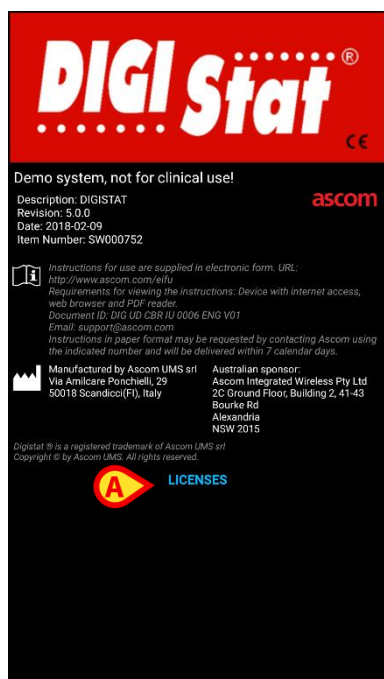 DIGI Stat ®
CE
Demo system, not for clinical use!
ascom
Description: DIGISTAT
Revision: 5.0.0
Date: 2018-02-09
Item Number: SW000752
Instructions for use are supplied in electronic form. URL:
http://www.ascom.com/eifu
Requirements for viewing the instructions: Device with internet access,
web browser and PDF reader.
Document ID: DIG UD CBR IU 0006 ENG V01
Email: support@ascom.com
Instructions in paper format may be requested by contacting Ascom using
the indicated number and will be delivered within 7 calendar days.
Manufactured by Ascom UMS srl
Via Amilcare Ponchielli, 29
50018 Scandicci(FI), Italy
Australian sponsor:
Ascom Integrated Wireless Pty Ltd
2C Ground Floor, Building 2, 41-43
Bourke Rd
Alexandria
NSW 2015
Digistat ® Is a registered trademark of Ascom UMS srl
Copyright © by Ascom UMS. All rights reserved.
A
LICENSES